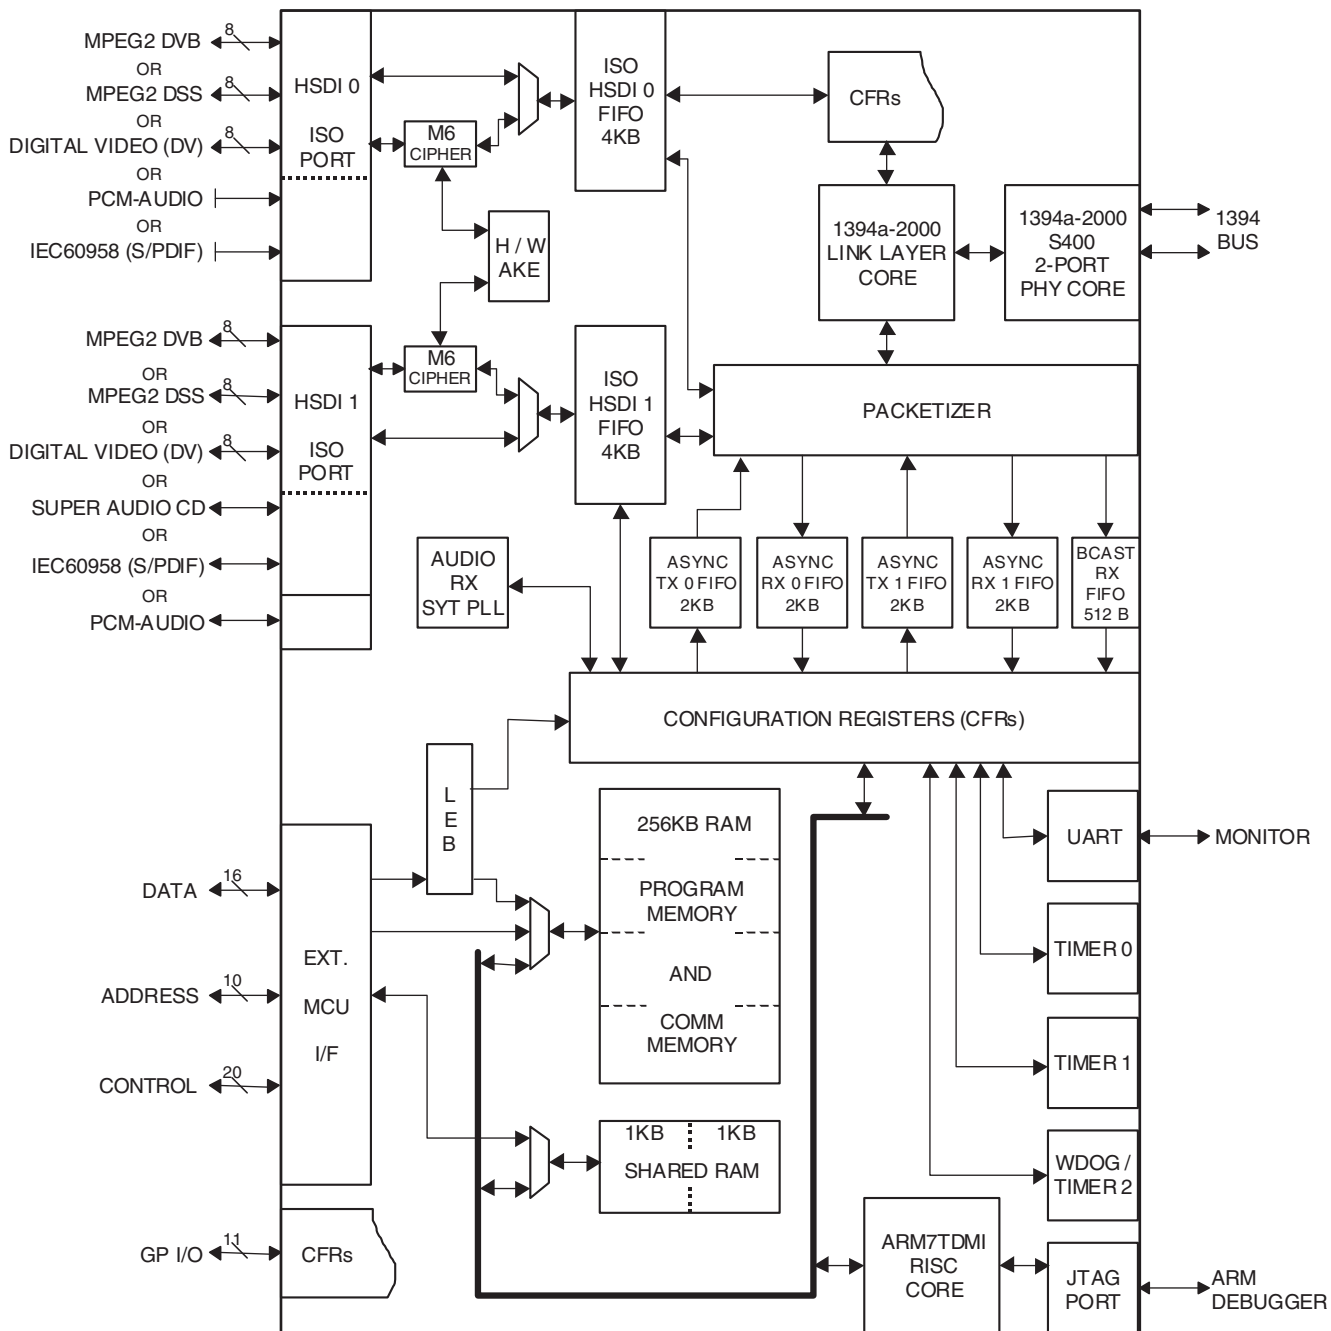 MPEG2 DVB
8
OR
MPEG2 DSS
8
OR
DIGITAL VIDEO (DV)
8
OR
PCM-AUDIO
OR
IEC60958 (S/PDIF)
HSDI 0
ISO
PORT
M6
CIPHER
H / W
AKE
ISO
HSDI 0
FIFO
4KB
CFRs
1394a-2000
LINK LAYER
CORE
1394a-2000
S400
2-PORT
PHY CORE
1394
BUS
MPEG2 DVB
8
OR
MPEG2 DSS
8
OR
DIGITAL VIDEO (DV)
8
OR
SUPER AUDIO CD
OR
IEC60958 (S/PDIF)
OR
PCM-AUDIO
HSDI 1
ISO
PORT
M6
CIPHER
ISO
HSDI 1
FIFO
4KB
PACKETIZER
AUDIO
RX
SYT PLL
ASYNC
TX 0 FIFO
2KB
ASYNC
RX 0 FIFO
2KB
ASYNC
TX 1 FIFO
2KB
ASYNC
RX 1 FIFO
2KB
BCAST
RX
FIFO
512 B
CONFIGURATION REGISTERS (CFRs)
L
E
B
256KB RAM
PROGRAM
MEMORY
AND
COMM
MEMORY
UART
MONITOR
DATA
16
ADDRESS
10
CONTROL
20
EXT.
MCU
I/F
TIMER 0
TIMER 1
1KB
1KB
SHARED RAM
WDOG /
TIMER 2
GP I/O
11
CFRs
ARM7TDMI
RISC
CORE
JTAG
PORT
ARM
DEBUGGER